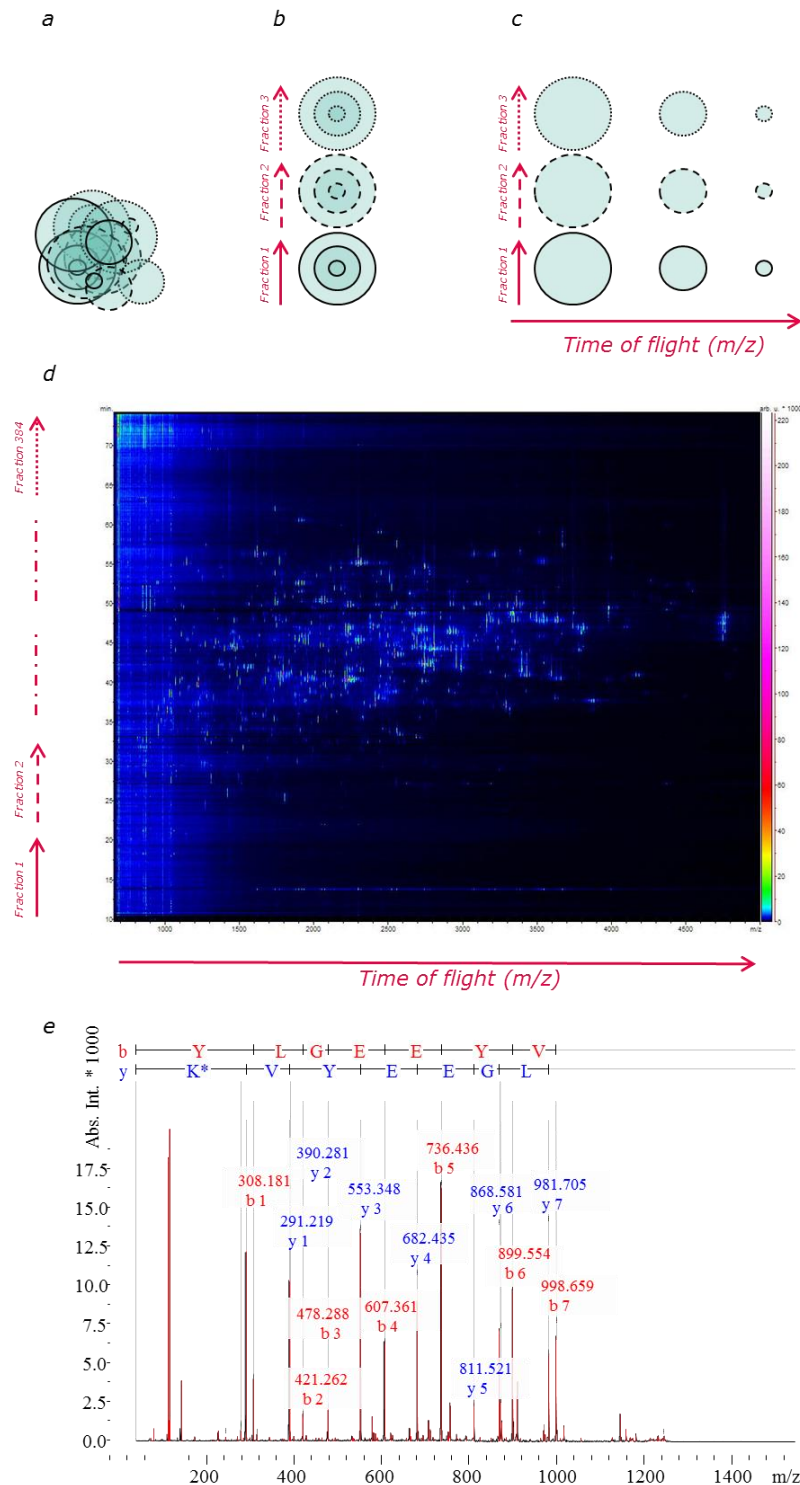 a
b
c
Fraction 3
Fraction 2
Fraction 1
Fraction 3
Fraction 2
Fraction 1
Time of flight (m/z)
d
Fraction 384
Fraction 2
Fraction 1
min
70
65
60
55
50
45
40
35
30
25
20
15
10
1000 1500 2000 2500 3000 3500 4000 4500 m/z
arb. u. * 1000
220
200
180
160
140
120
100
80
60
40
20
0
Time of flight (m/z)
e
b Y L G E E Y V
y K* V Y E E G L
Abs. Int. * 1000
17.5
15.0
12.5
10.0
7.5
5.0
2.5
0.0
308.181
b 1
390.281
y 2
291.219
y 1
553.348
y 3
736.436
b 5
682.435
y 4
868.581
y 6
981.705
y 7
899.554
b 6
998.659
b 7
478.288
b 3
607.361
b 4
421.262
b 2
811.521
y 5
200 400 600 800 1000 1200 1400 m/z